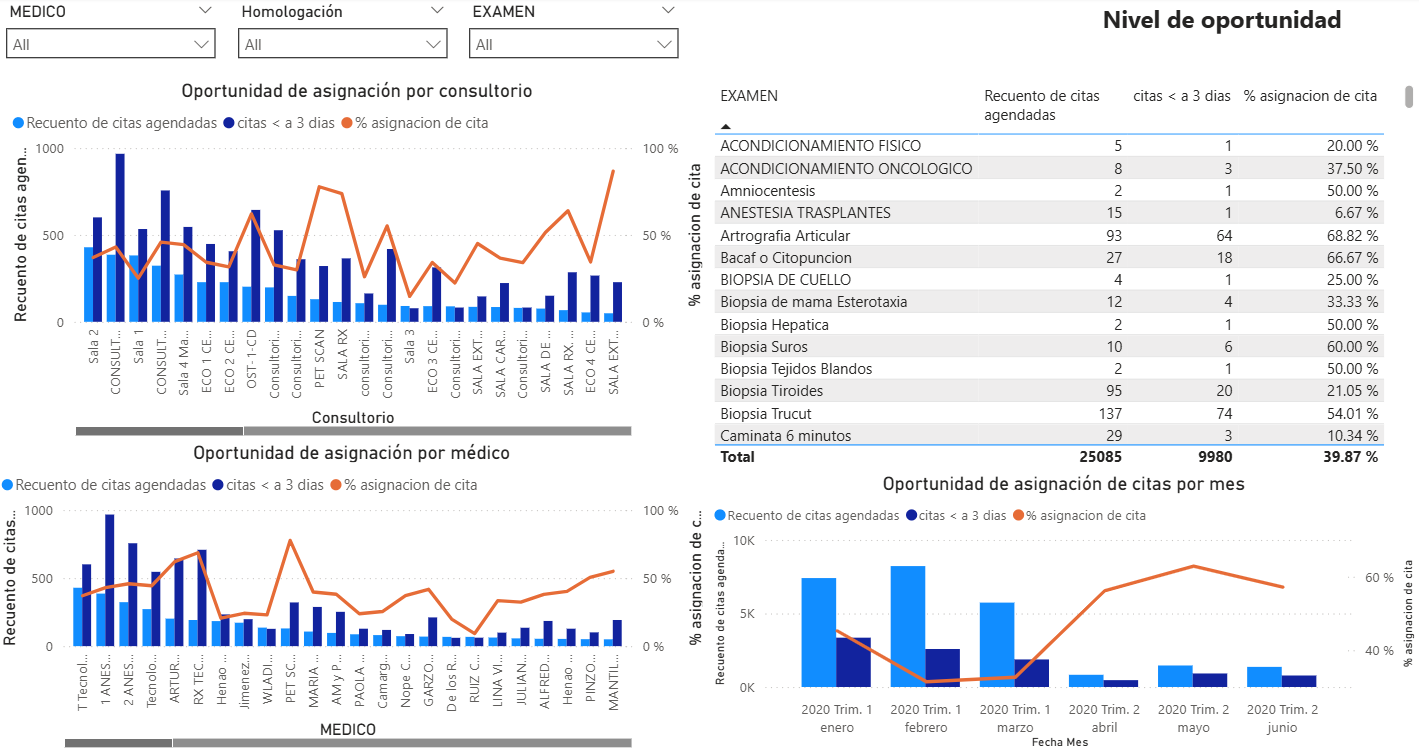 MEDICO
Homologación
EXAMEN
All
All
All
Nivel de oportunidad
Oportunidad de asignación por consultorio
Recuento de citas agendadas citas < a 3 dias % asignacion de cita
Recuento de citas agen...
% asignacion de cita
1000
500
0
100 %
50 %
0 %
Sala 2
CONSULT...
Sala 1
CONSULT...
Sala 4 Ma...
ECO 1 CE...
ECO 2 CE...
OST- 1-CD
Consultori...
Consultori...
PET SCAN
SALA RX
consultori...
Consultori...
Sala 3
ECO 3 CE...
Consultori...
SALA EXT...
SALA CAR...
Consultori...
SALA DE ...
SALA RX. ...
ECO 4 CE...
SALA EXT...
Consultorio
Oportunidad de asignación por médico
Recuento de citas agendadas citas < a 3 dias % asignacion de cita
Recuento de citas...
% asignacion de c...
1000
500
0
100 %
50 %
0 %
T Tecnol...
1 ANES...
2 ANES...
Tecnolo...
ARTUR...
RX TEC...
Henao ...
Jimenez...
WLADI...
PET SC...
MARIA ...
AM y P...
PAOLA ...
Camarg...
Nope C...
GARZO...
De los R...
RUIZ C...
LINA VI...
JULIAN...
ALFRED...
Henao ...
PINZO...
MANTIL...
MEDICO
EXAMEN Recuento de citas agendadas citas < a 3 dias % asignacion de cita
ACONDICIONAMIENTO FISICO 5 1 20.00 %
ACONDICIONAMIENTO ONCOLOGICO 8 3 37.50 %
Amniocentesis 2 1 50.00 %
ANESTESIA TRASPLANTES 15 1 6.67 %
Artrografia Articular 93 64 68.82 %
Bacaf o Citopuncion 27 18 66.67 %
BIOPSIA DE CUELLO 4 1 25.00 %
Biopsia de mama Esterotaxia 12 4 33.33 %
Biopsia Hepatica 2 1 50.00 %
Biopsia Suros 10 6 60.00 %
Biopsia Tejidos Blandos 2 1 50.00 %
Biopsia Tiroides 95 20 21.05 %
Biopsia Trucut 137 74 54.01 %
Caminata 6 minutos 29 3 10.34 %
Total 25085 9980 39.87 %
Oportunidad de asignación de citas por mes
Recuento de citas agendadas citas < a 3 dias % asignacion de cita
Recuento de citas agenda...
% asignacion de cita
10K
5K
0K
60 %
40 %
2020 Trim. 1 enero
2020 Trim. 1 febrero
2020 Trim. 1 marzo
2020 Trim. 2 abril
2020 Trim. 2 mayo
2020 Trim. 2 junio
Fecha Mes